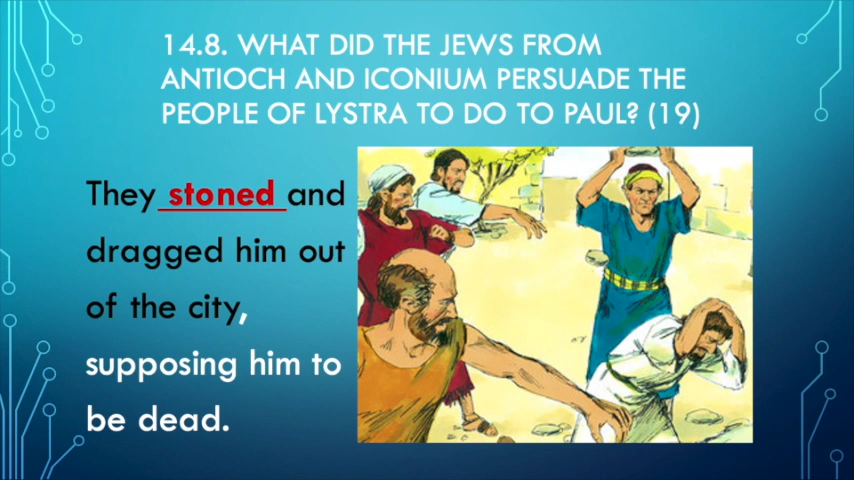 14.8. WHAT DID THE JEWS FROM
ANTIOCH AND ICONIUM PERSUADE THE
PEOPLE OF LYSTRA TO DO TO PAUL? (19)
They stoned and
dragged him out
of the city,
supposing him to
be dead.